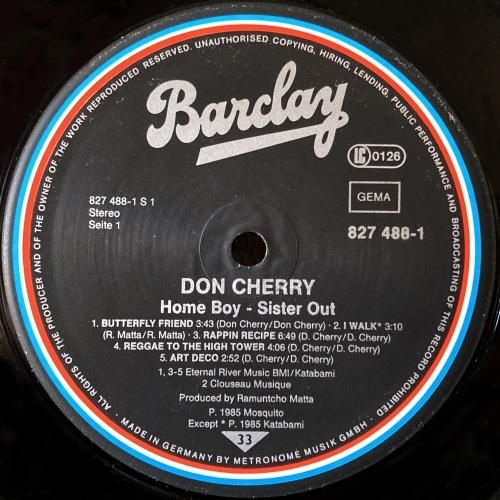 ALL RIGHTS OF THE PRODUCER AND OF THE OWNER OF THE WORK REPRODUCED RESERVED. UNAUTHORISED COPYING, HIRING, LENDING, PUBLIC PERFORMANCE AND BROADCASTING OF THIS RECORD PROHIBITED ·
Barclay
LC 0126
827 488-1 S 1
Stereo
Seite 1
GEMA
827 488-1
DON CHERRY
Home Boy - Sister Out
1. BUTTERFLY FRIEND 3:43 (Don Cherry/Don Cherry) · 2. I WALK* 3:10
(R. Matta/R. Matta) · 3. RAPPIN RECIPE 6:49 (D. Cherry/D. Cherry)
4. REGGAE TO THE HIGH TOWER 4:06 (D. Cherry/D. Cherry)
5. ART DECO 2:52 (D. Cherry/D. Cherry)
1, 3-5 Eternal River Music BMI/Katabami
2 Clouseau Musique
Produced by Ramuntcho Matta
P. 1985 Mosquito
Except * P. 1985 Katabami
33
MADE IN GERMANY BY METRONOME MUSIK GMBH ·